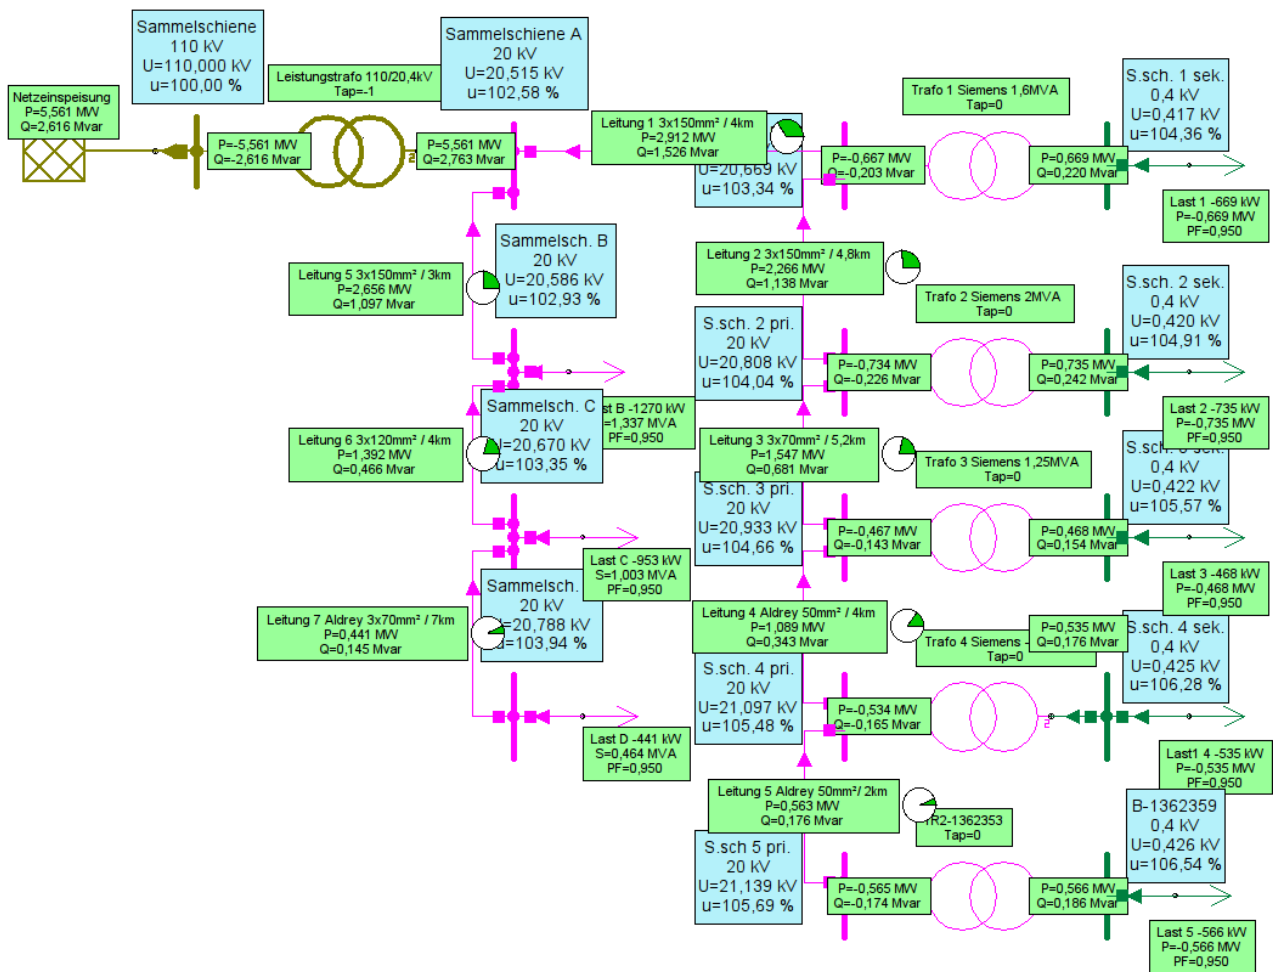 Sammelschiene
110 kV
U=110,000 kV
u=100,00 %
Netzeinspeisung
P=5,561 MW
Q=2,616 Mvar
Leistungstrafo 110/20,4kV
Tap=-1
P=-5,561 MW
Q=-2,616 Mvar
P=5,561 MW
Q=2,763 Mvar
2
Sammelschiene A
20 kV
U=20,515 kV
u=102,58 %
Leitung 1 3x150mm² / 4km
P=2,912 MW
Q=1,526 Mvar
U=20,669 kV
u=103,34 %
Trafo 1 Siemens 1,6MVA
Tap=0
P=-0,667 MW
Q=-0,203 Mvar
P=0,669 MW
Q=0,220 Mvar
S.sch. 1 sek.
0,4 kV
U=0,417 kV
u=104,36 %
Last 1 -669 kW
P=-0,669 MW
PF=0,950
Sammelsch. B
20 kV
U=20,586 kV
u=102,93 %
Leitung 5 3x150mm² / 3km
P=2,656 MW
Q=1,097 Mvar
Leitung 2 3x150mm² / 4,8km
P=2,266 MW
Q=1,138 Mvar
Trafo 2 Siemens 2MVA
Tap=0
S.sch. 2 pri.
20 kV
U=20,808 kV
u=104,04 %
P=-0,734 MW
Q=-0,226 Mvar
P=0,735 MW
Q=0,242 Mvar
S.sch. 2 sek.
0,4 kV
U=0,420 kV
u=104,91 %
Last 2 -735 kW
P=-0,735 MW
PF=0,950
Sammelsch. C
20 kV
U=20,670 kV
u=103,35 %
B -1270 kW
=1,337 MVA
PF=0,950
Leitung 6 3x120mm² / 4km
P=1,392 MW
Q=0,466 Mvar
Leitung 3 3x70mm² / 5,2km
P=1,547 MW
Q=0,681 Mvar
Trafo 3 Siemens 1,25MVA
Tap=0
S.sch. 3 pri.
20 kV
U=20,933 kV
u=104,66 %
P=-0,467 MW
Q=-0,143 Mvar
P=0,468 MW
Q=0,154 Mvar
0,4 kV
U=0,422 kV
u=105,57 %
Last 3 -468 kW
P=-0,468 MW
PF=0,950
Last C -953 kW
S=1,003 MVA
PF=0,950
Sammelsch.
20 kV
=20,788 kV
u=103,94 %
Leitung 7 Aldrey 3x70mm² / 7km
P=0,441 MW
Q=0,145 Mvar
Leitung 4 Aldrey 50mm² / 4km
P=1,089 MW
Q=0,343 Mvar
Trafo 4 Siemens -
Tap=0
P=0,535 MW
Q=0,176 Mvar
S.sch. 4 sek.
0,4 kV
U=0,425 kV
u=106,28 %
S.sch. 4 pri.
20 kV
U=21,097 kV
u=105,48 %
P=-0,534 MW
Q=-0,165 Mvar
2
Last D -441 kW
S=0,464 MVA
PF=0,950
Last1 4 -535 kW
P=-0,535 MW
PF=0,950
Leitung 5 Aldrey 50mm²/ 2km
P=0,563 MW
Q=0,176 Mvar
TR2-1362353
Tap=0
S.sch 5 pri.
20 kV
U=21,139 kV
u=105,69 %
P=-0,565 MW
Q=-0,174 Mvar
P=0,566 MW
Q=0,186 Mvar
B-1362359
0,4 kV
U=0,426 kV
u=106,54 %
Last 5 -566 kW
P=-0,566 MW
PF=0,950